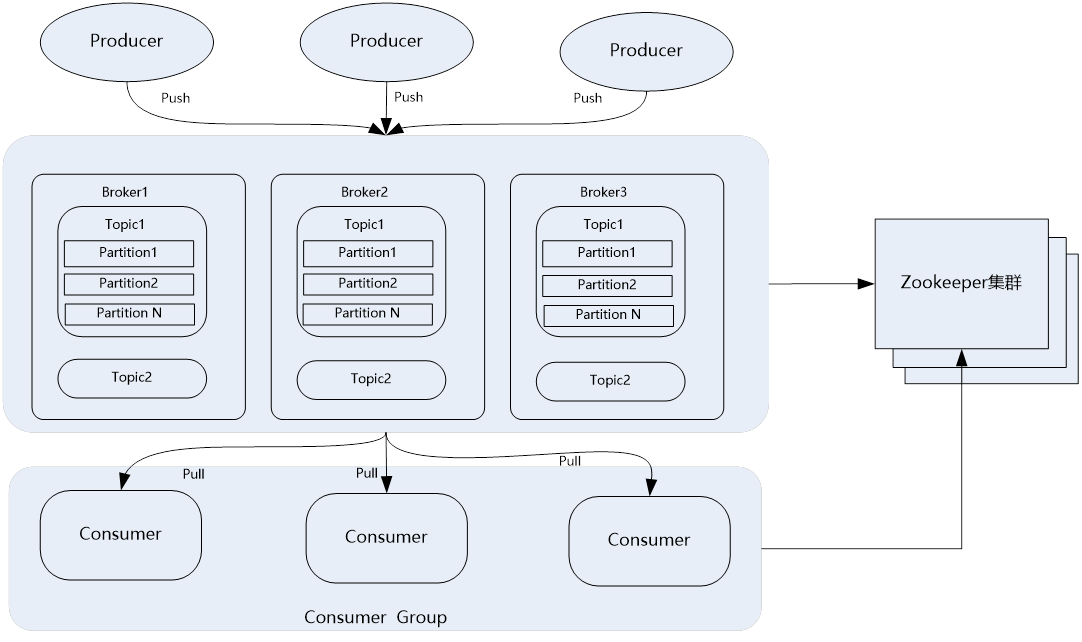 Producer
Producer
Producer
Push
Push
Push
Broker1
Topic1
Partition1
Partition2
Partition N
Topic2
Broker2
Topic1
Partition1
Partition2
Partition N
Topic2
Broker3
Topic1
Partition1
Partition2
Partition N
Topic2
Zookeeper集群
Pull
Pull
Pull
Consumer
Consumer
Consumer
Consumer Group